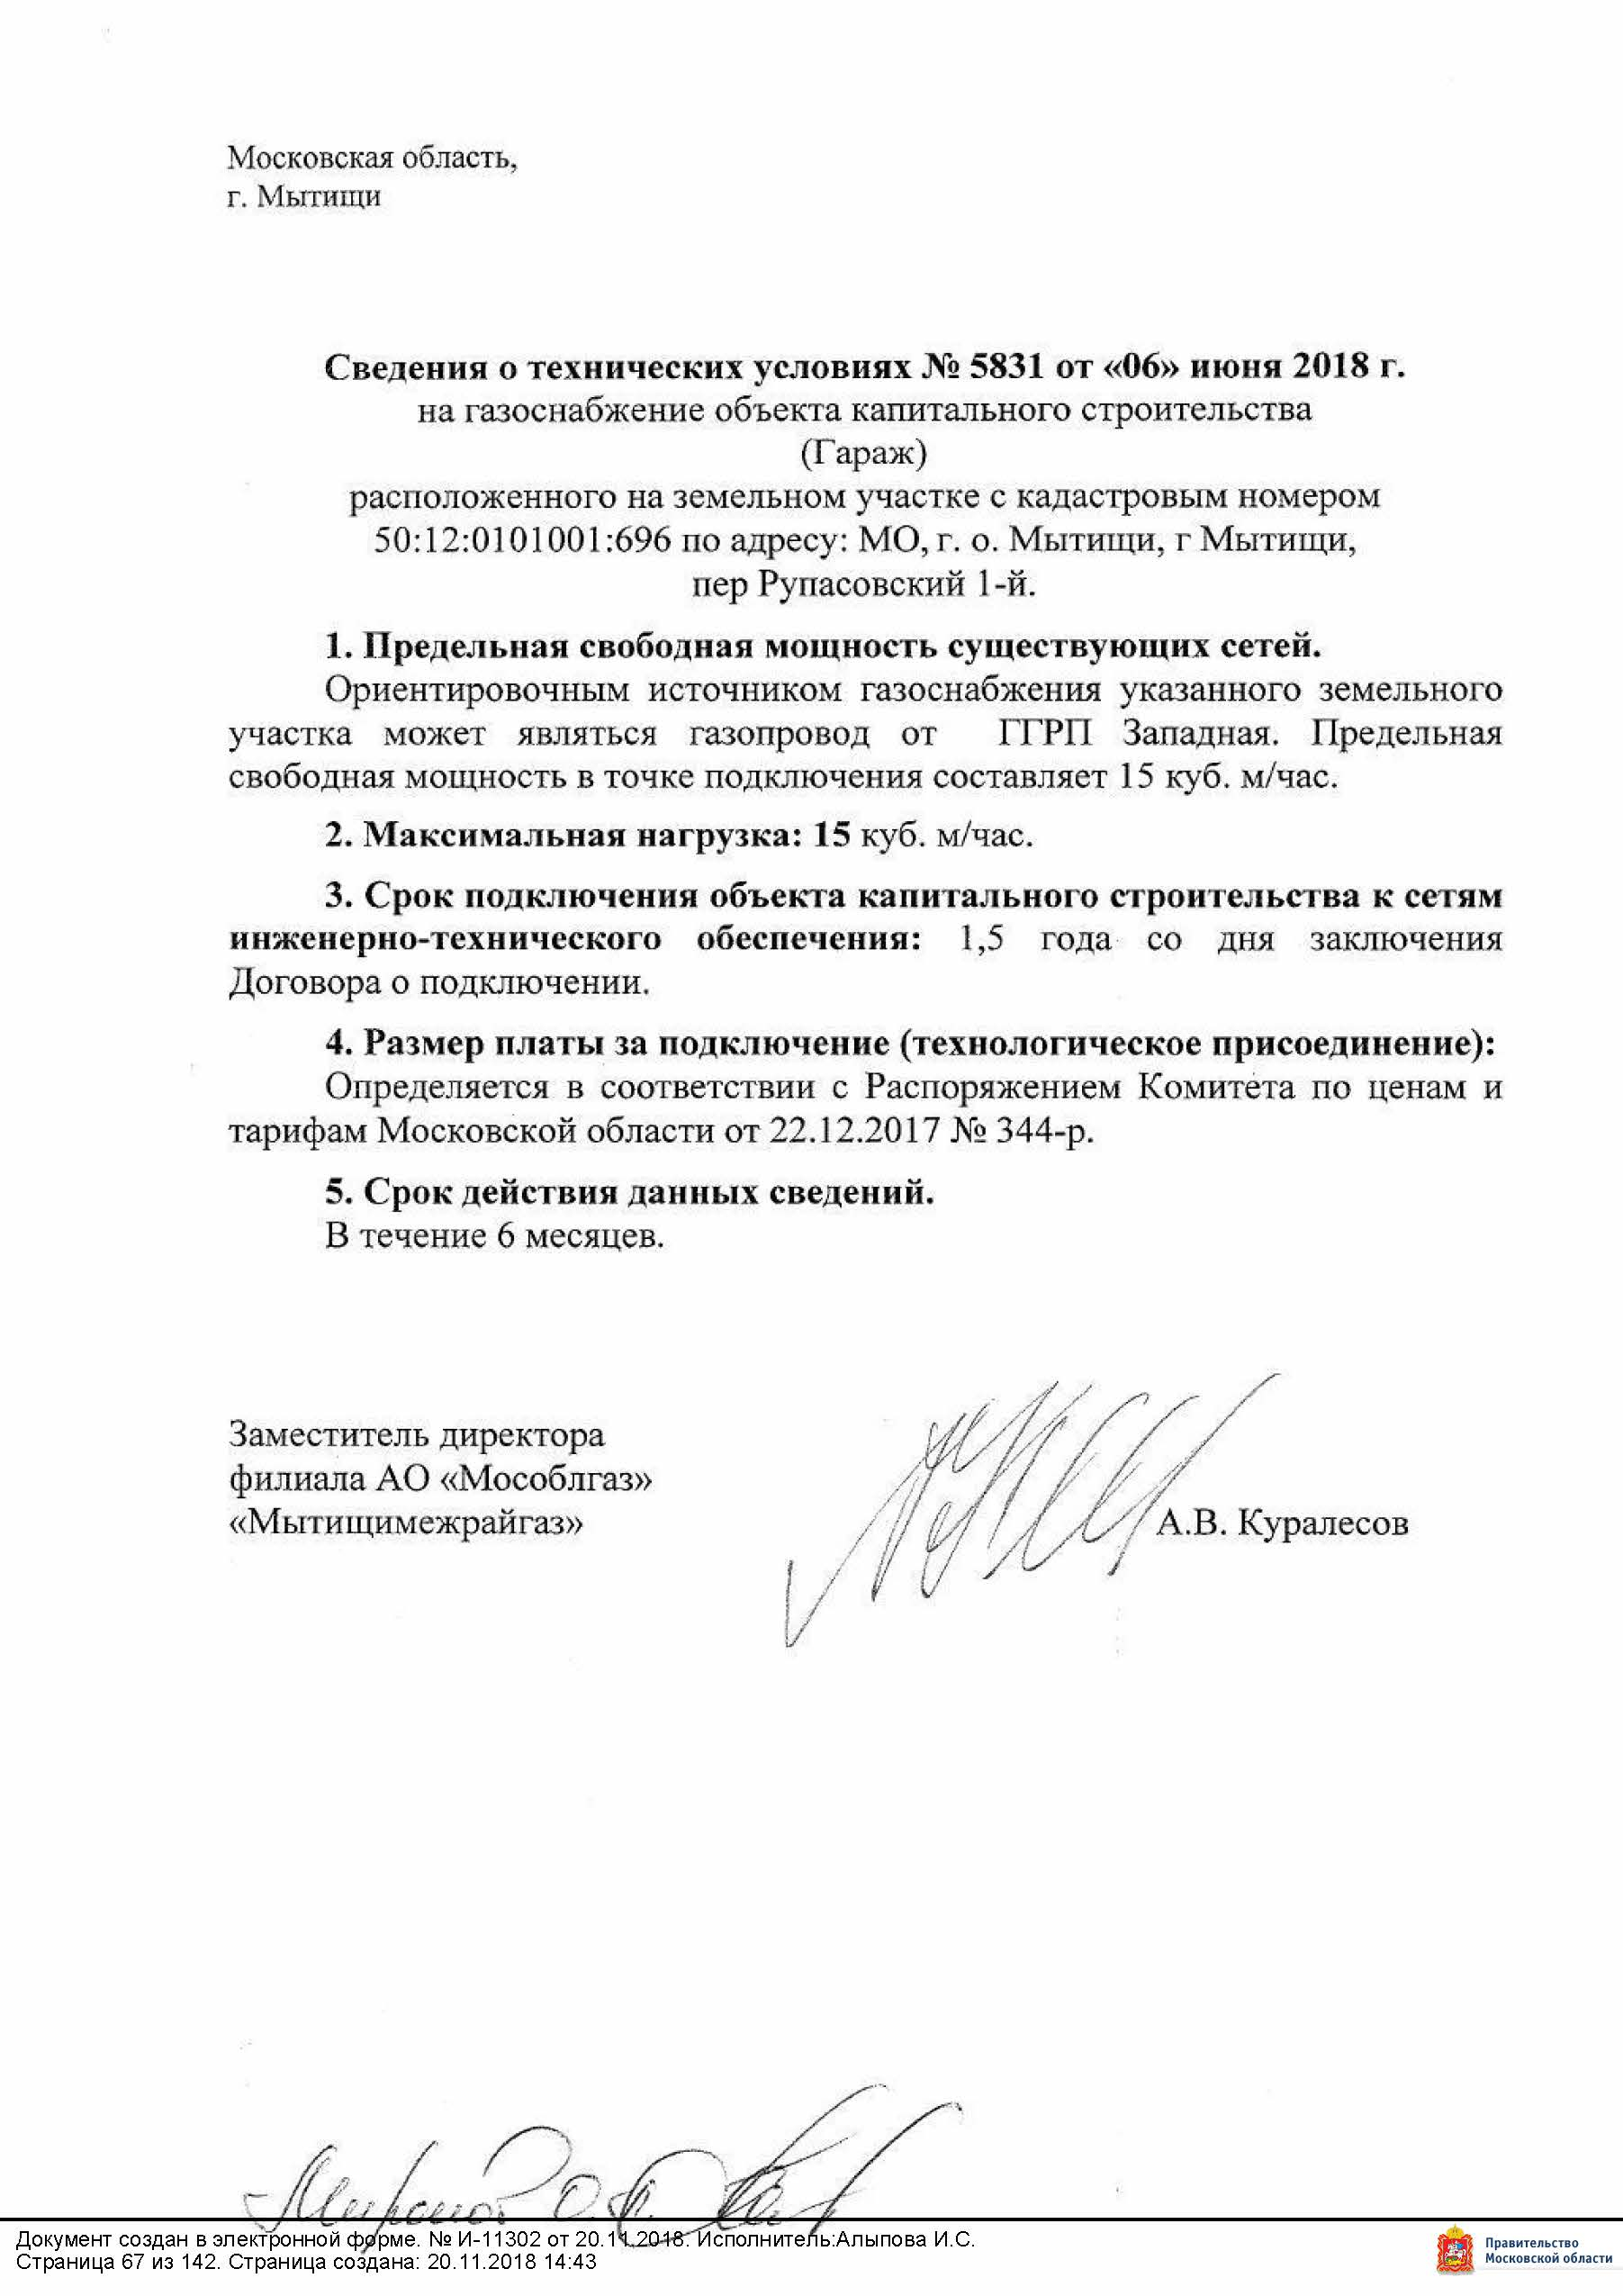 Московская область,
г. Мытищи
Сведения о технических условиях № 5831 от «06» июня 2018 г.
на газоснабжение объекта капитального строительства
(Гараж)
расположенного на земельном участке с кадастровым номером
50:12:0101001:696 по адресу: МО, г. о. Мытищи, г Мытищи,
пер Рупасовский 1-й.
1. Предельная свободная мощность существующих сетей.
Ориентировочным источником газоснабжения указанного земельного
участка может являться газопровод от ГГРП Западная. Предельная
свободная мощность в точке подключения составляет 15 куб. м/час.
2. Максимальная нагрузка: 15 куб. м/час.
3. Срок подключения объекта капитального строительства к сетям
инженерно-технического обеспечения: 1,5 года со дня заключения
Договора о подключении.
4. Размер платы за подключение (технологическое присоединение):
Определяется в соответствии с Распоряжением Комитета по ценам и
тарифам Московской области от 22.12.2017 № 344-р.
5. Срок действия данных сведений.
В течение 6 месяцев.
Заместитель директора
филиала АО «Мособлгаз»
«Мытищимежрайгаз»
А.В. Куралесов
Документ создан в электронной форме. № И-11302 от 20.11.2018. Исполнитель:Алыпова И.С.
Страница 67 из 142. Страница создана: 20.11.2018 14:43
Правительство
Московской области